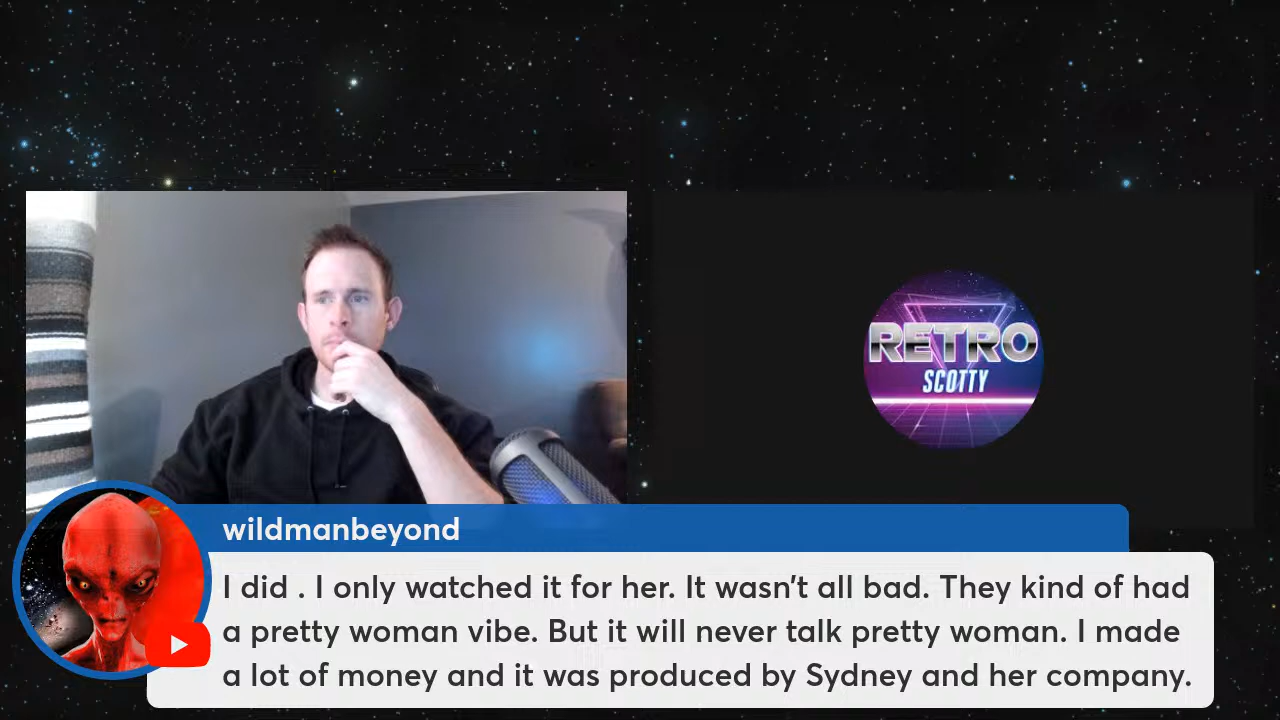 RETRO
SCOTTY
wildmanbeyond
I did . I only watched it for her. It wasn't all bad. They kind of had
a pretty woman vibe. But it will never talk pretty woman. I made
a lot of money and it was produced by Sydney and her company.